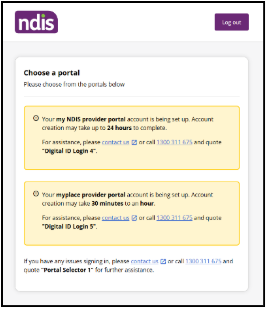 ndis
Log out
Choose a portal
Please choose from the portals below
Your my NDIS provider portal account is being set up. Account
creation may take up to 24 hours to complete.
For assistance, please contact us or call 1300 311 675 and quote
"Digital ID Login 4".
Your myplace provider portal account is being set up. Account
creation may take 30 minutes to an hour.
For assistance, please contact us or call 1300 311 675 and quote
"Digital ID Login 5".
If you have any issues signing in, please contact us or call 1300 311 675 and
quote "Portal Selector 1" for further assistance.